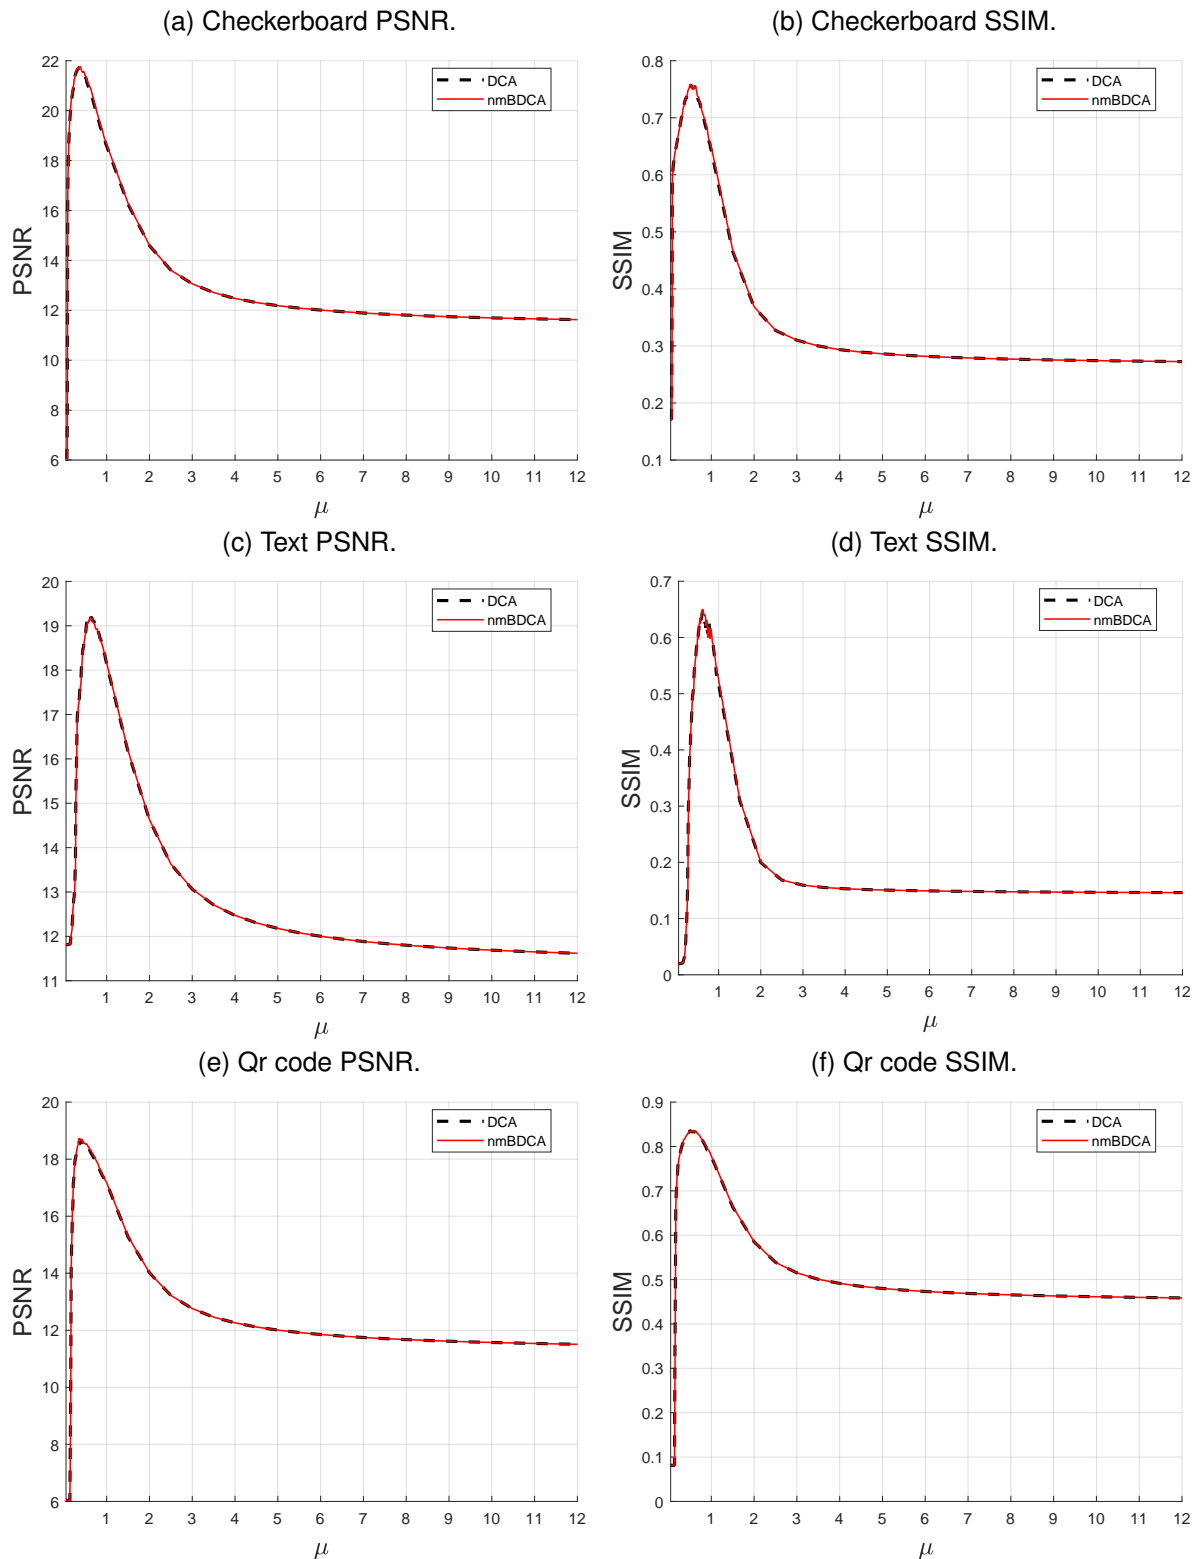 (a) Checkerboard PSNR.
(b) Checkerboard SSIM.
22
20
18
16
14
12
10
8
6
PSNR
DCA
nmBDCA
1 2 3 4 5 6 7 8 9 10 11 12
μ
0.8
0.7
0.6
0.5
0.4
0.3
0.2
0.1
SSIM
DCA
nmBDCA
1 2 3 4 5 6 7 8 9 10 11 12
μ
(c) Text PSNR.
(d) Text SSIM.
20
19
18
17
16
15
14
13
12
11
PSNR
DCA
nmBDCA
1 2 3 4 5 6 7 8 9 10 11 12
μ
0.7
0.6
0.5
0.4
0.3
0.2
0.1
0
SSIM
DCA
nmBDCA
1 2 3 4 5 6 7 8 9 10 11 12
μ
(e) Qr code PSNR.
(f) Qr code SSIM.
20
18
16
14
12
10
8
6
PSNR
DCA
nmBDCA
1 2 3 4 5 6 7 8 9 10 11 12
μ
0.9
0.8
0.7
0.6
0.5
0.4
0.3
0.2
0.1
0
SSIM
DCA
nmBDCA
1 2 3 4 5 6 7 8 9 10 11 12
μ